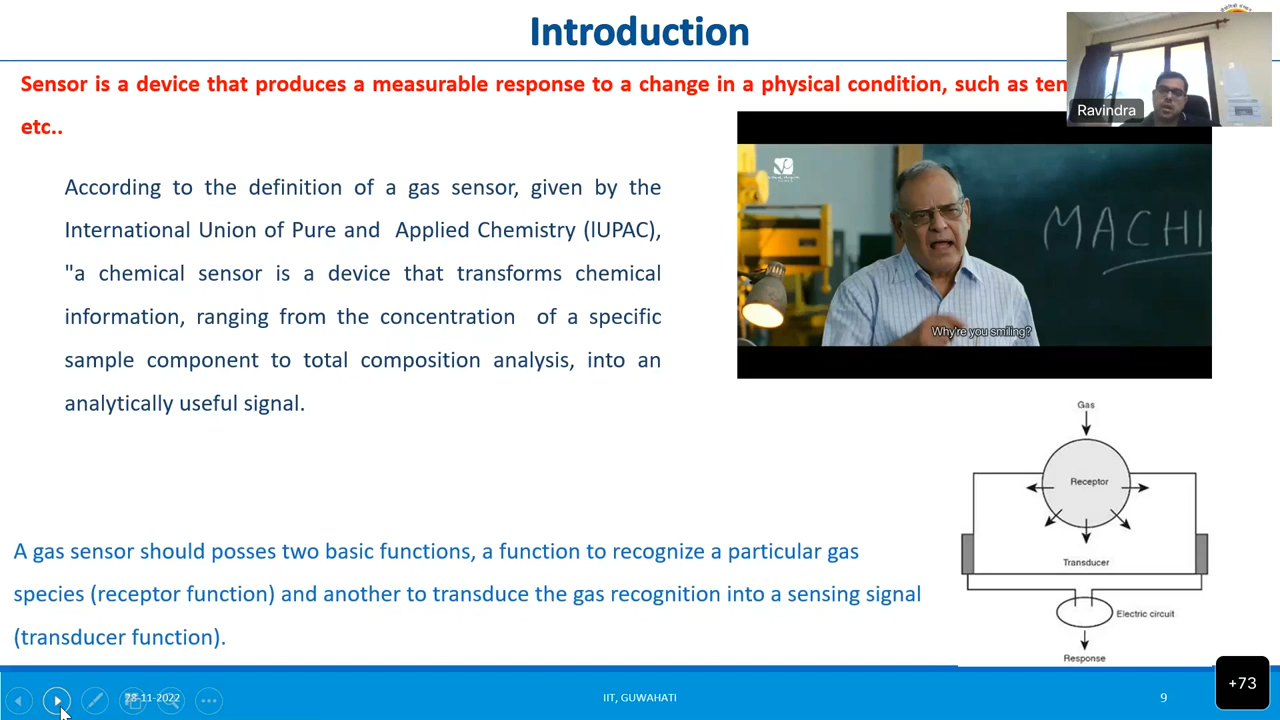 Introduction
Sensor is a device that produces a measurable response to a change in a physical condition, such as
etc..
Ravindra
According to the definition of a gas sensor, given by the
International Union of Pure and Applied Chemistry (lUPAC),
"a chemical sensor is a device that transforms chemical
information, ranging from the concentration of a specific
sample component to total composition analysis, into an
analytically useful signal.
MACHI
Why're you smiling?
Gas
Receptor
Transducer
Electric circuit
Response
A gas sensor should posses two basic functions, a function to recognize a particular gas
species (receptor function) and another to transduce the gas recognition into a sensing signal
(transducer function).
28-11-2022
IIT, GUWAHATI
9
+73